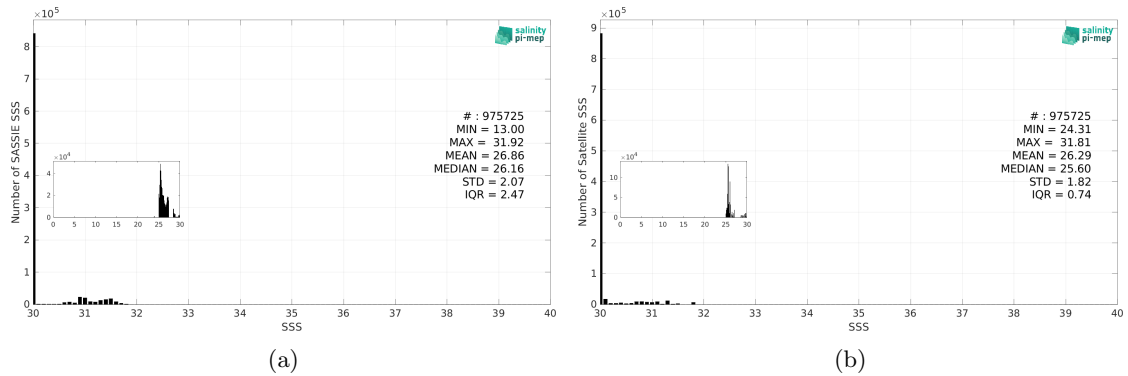 ×10⁵
8
7
6
5
4
3
2
1
0
Number of SASSIE SSS
30 31 32 33 34 35 36 37 38 39 40
SSS
salinity
pi-mep
# : 975725
MIN = 13.00
MAX = 31.92
MEAN = 26.86
MEDIAN = 26.16
STD = 2.07
IQR = 2.47
×10⁴
4
2
0
0 5 10 15 20 25 30
(a)
×10⁵
9
8
7
6
5
4
3
2
1
0
Number of Satellite SSS
30 31 32 33 34 35 36 37 38 39 40
SSS
salinity
pi-mep
# : 975725
MIN = 24.31
MAX = 31.81
MEAN = 26.29
MEDIAN = 25.60
STD = 1.82
IQR = 0.74
×10⁴
10
5
0
0 5 10 15 20 25 30
(b)